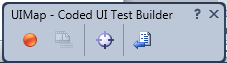 UIMap - Coded UI Test Builder